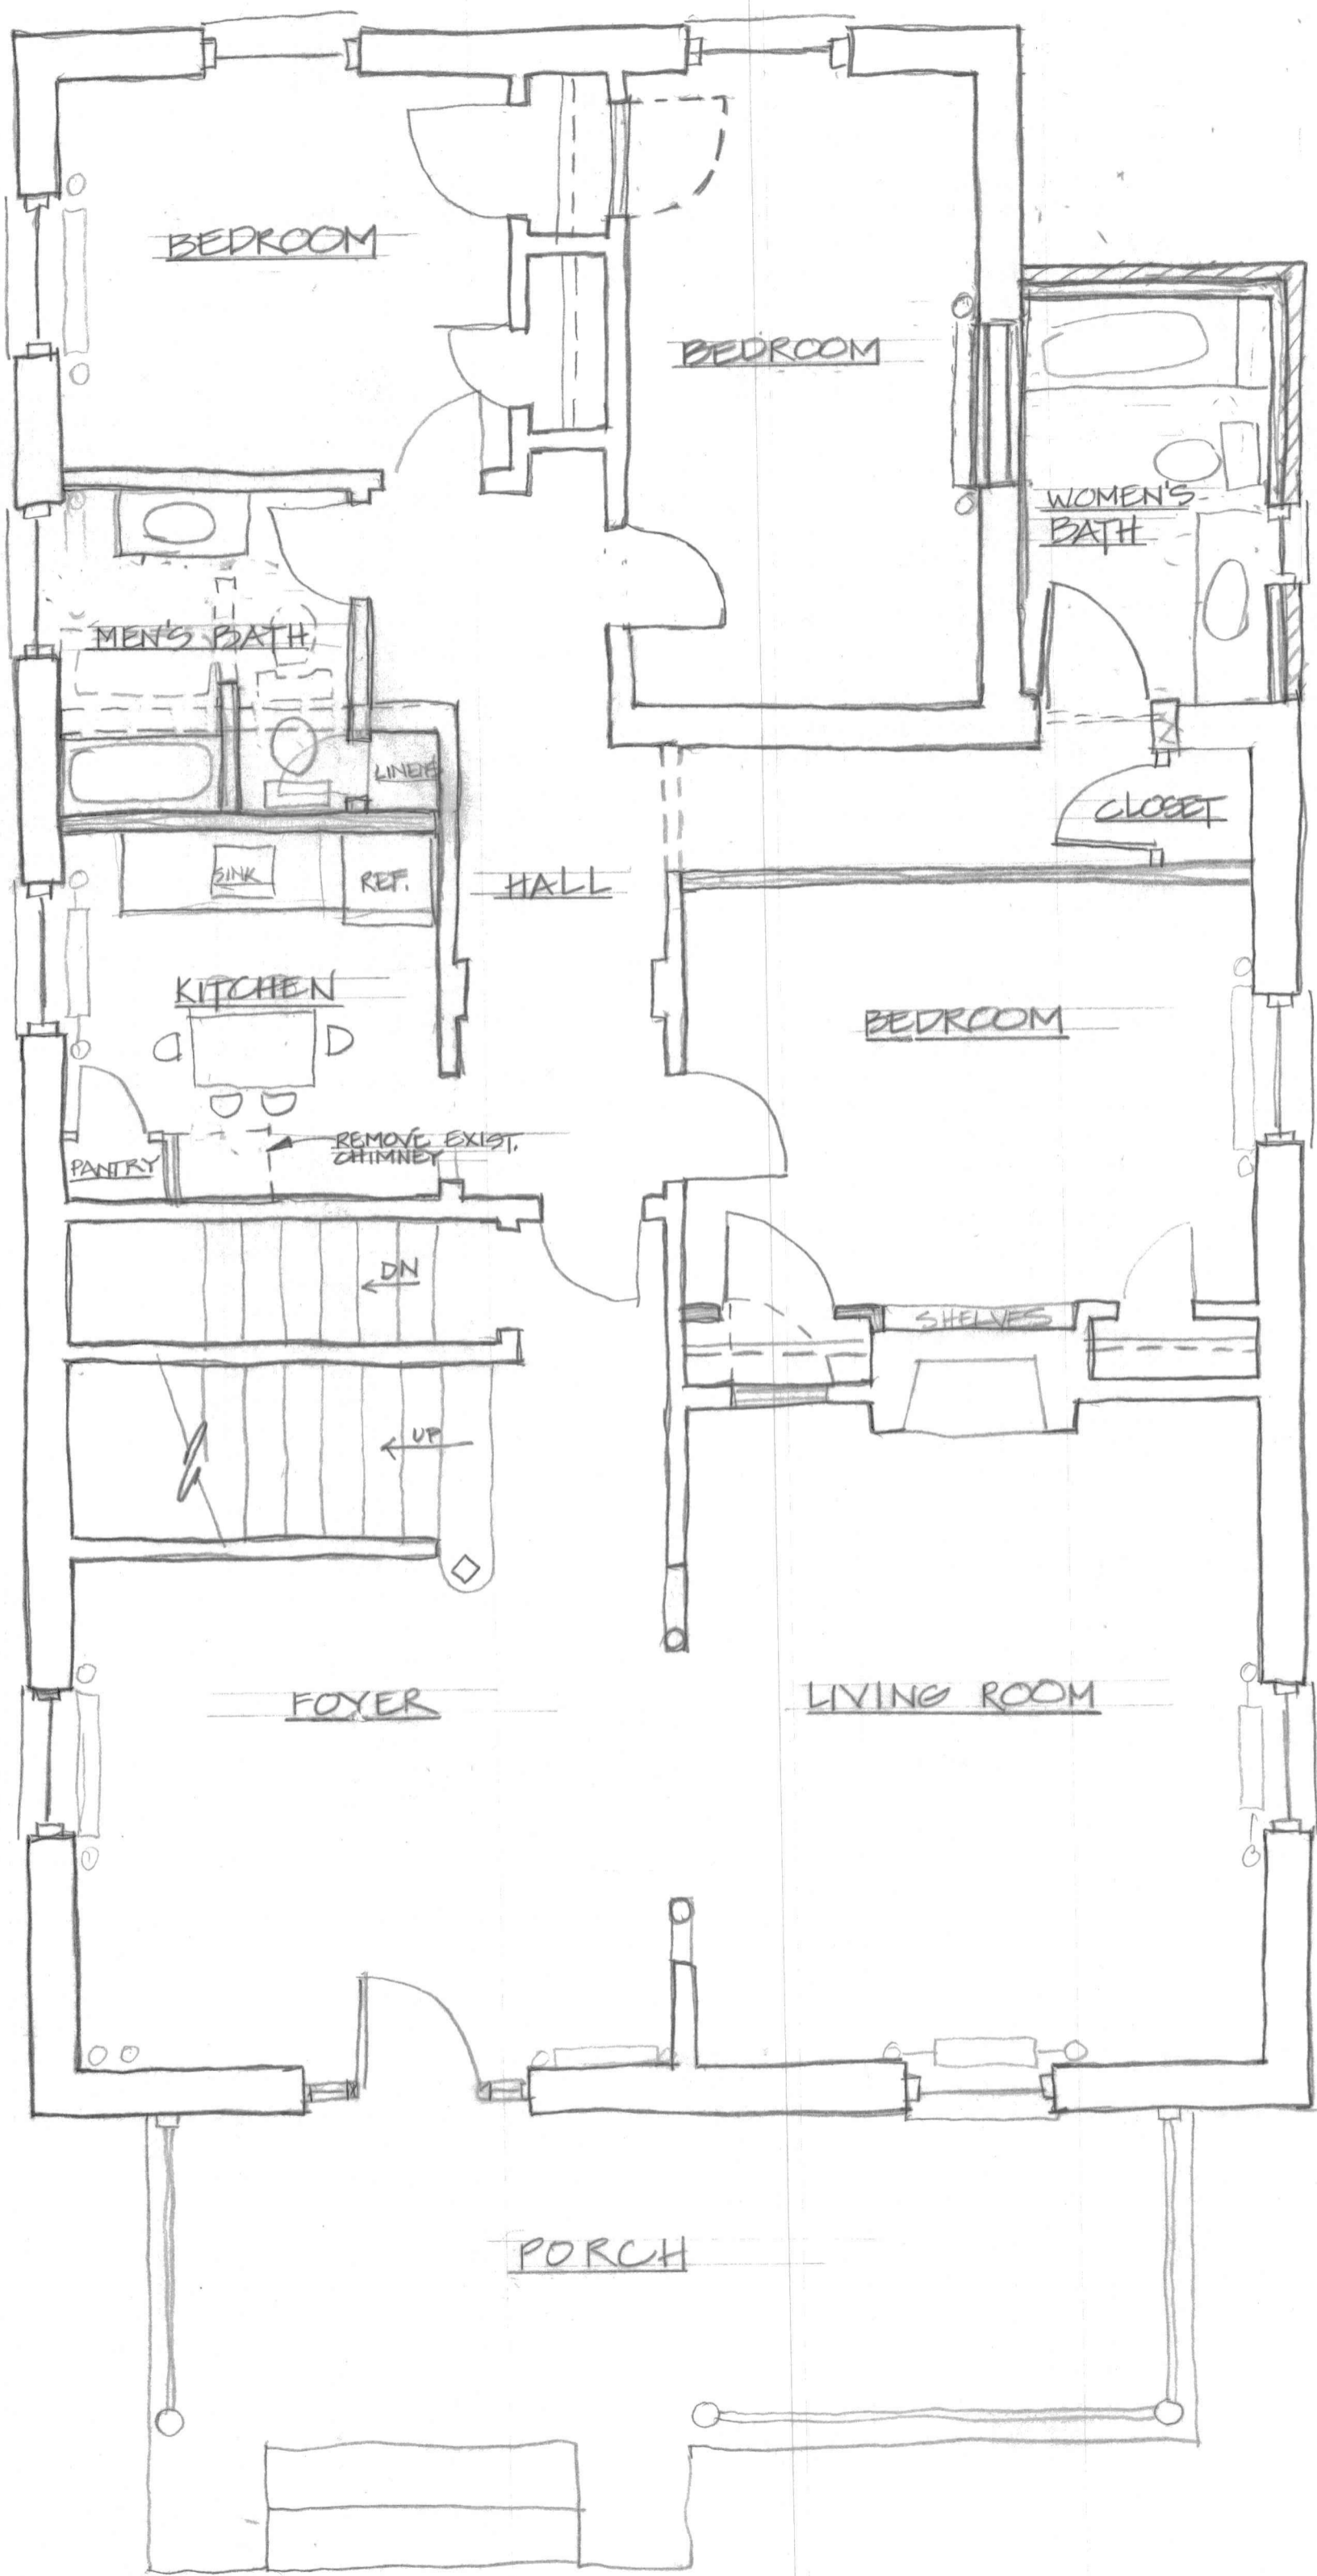 BEDROOM
BEDROOM
WOMEN'S
BATH
MEN'S BATH
LINENS
CLOSET
SINK
REF.
HALL
KITCHEN
BEDROOM
REMOVE EXIST.
CHIMNEY
PANTRY
DN
SHELVES
UP
FOYER
LIVING ROOM
PORCH